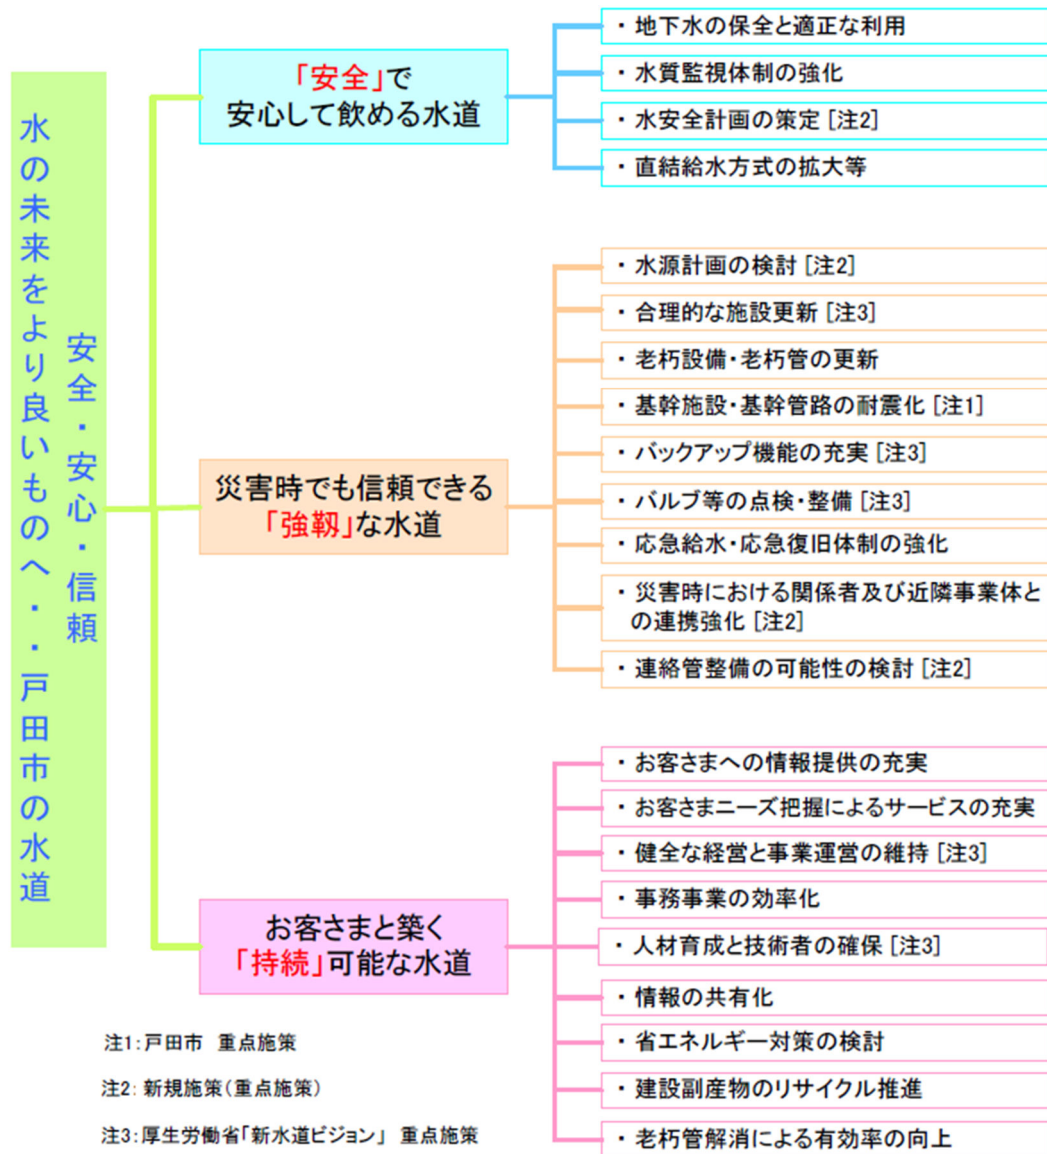 安全・安心・信頼
水の未来をより良いものへ・・戸田市の水道
「安全」で
安心して飲める水道
・地下水の保全と適正な利用
・水質監視体制の強化
・水安全計画の策定 [注2]
・直結給水方式の拡大等
災害時でも信頼できる
「強靱」な水道
・水源計画の検討 [注2]
・合理的な施設更新 [注3]
・老朽設備・老朽管の更新
・基幹施設・基幹管路の耐震化 [注1]
・バックアップ機能の充実 [注3]
・バルブ等の点検・整備 [注3]
・応急給水・応急復旧体制の強化
・災害時における関係者及び近隣事業体と
の連携強化 [注2]
・連絡管整備の可能性の検討 [注2]
お客さまと築く
「持続」可能な水道
・お客さまへの情報提供の充実
・お客さまニーズ把握によるサービスの充実
・健全な経営と事業運営の維持 [注3]
・事務事業の効率化
・人材育成と技術者の確保 [注3]
・情報の共有化
・省エネルギー対策の検討
・建設副産物のリサイクル推進
・老朽管解消による有効率の向上
注1:戸田市 重点施策
注2: 新規施策(重点施策)
注3:厚生労働省「新水道ビジョン」 重点施策